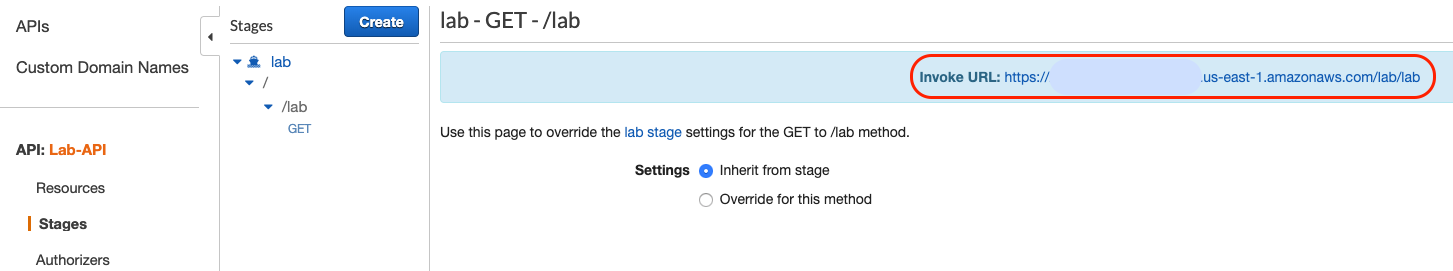 APIs
Custom Domain Names
API: Lab-API
Resources
Stages
Authorizers
Stages
Create
lab
/
/lab
GET
lab - GET - /lab
Invoke URL: https:// .us-east-1.amazonaws.com/lab/lab
Use this page to override the lab stage settings for the GET to /lab method.
Settings Inherit from stage
Override for this method